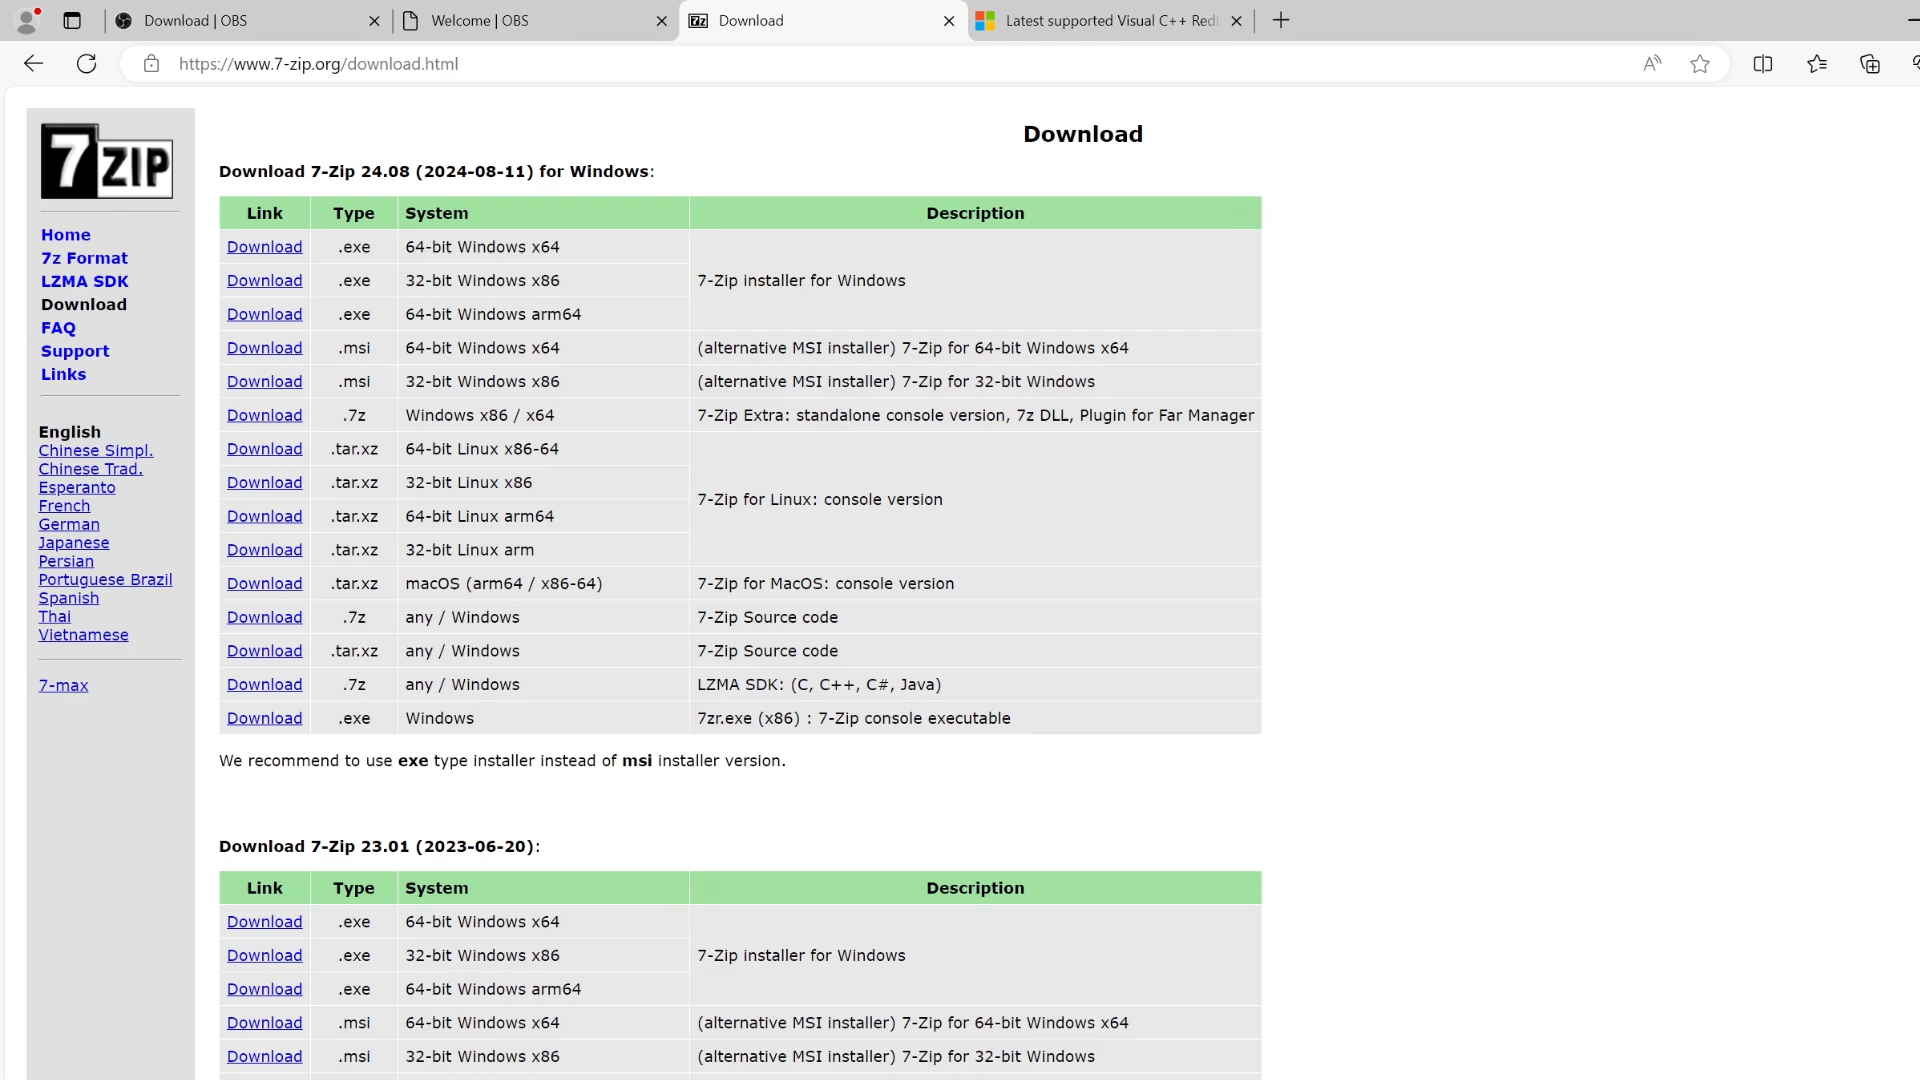 Download | OBS
Welcome | OBS
7z Download
Latest supported Visual C++ Redi
https://www.7-zip.org/download.html
7ZIP
Home
7z Format
LZMA SDK
Download
FAQ
Support
Links
English
Chinese Simpl.
Chinese Trad.
Esperanto
French
German
Japanese
Persian
Portuguese Brazil
Spanish
Thai
Vietnamese
7-max
Download
Download 7-Zip 24.08 (2024-08-11) for Windows:
Link Type System Description
Download .exe 64-bit Windows x64
Download .exe 32-bit Windows x86 7-Zip installer for Windows
Download .exe 64-bit Windows arm64
Download .msi 64-bit Windows x64 (alternative MSI installer) 7-Zip for 64-bit Windows x64
Download .msi 32-bit Windows x86 (alternative MSI installer) 7-Zip for 32-bit Windows
Download .7z Windows x86 / x64 7-Zip Extra: standalone console version, 7z DLL, Plugin for Far Manager
Download .tar.xz 64-bit Linux x86-64
Download .tar.xz 32-bit Linux x86
7-Zip for Linux: console version
Download .tar.xz 64-bit Linux arm64
Download .tar.xz 32-bit Linux arm
Download .tar.xz macOS (arm64 / x86-64) 7-Zip for MacOS: console version
Download .7z any / Windows 7-Zip Source code
Download .tar.xz any / Windows 7-Zip Source code
Download .7z any / Windows LZMA SDK: (C, C++, C#, Java)
Download .exe Windows 7zr.exe (x86) : 7-Zip console executable
We recommend to use exe type installer instead of msi installer version.
Download 7-Zip 23.01 (2023-06-20):
Link Type System Description
Download .exe 64-bit Windows x64
Download .exe 32-bit Windows x86 7-Zip installer for Windows
Download .exe 64-bit Windows arm64
Download .msi 64-bit Windows x64 (alternative MSI installer) 7-Zip for 64-bit Windows x64
Download .msi 32-bit Windows x86 (alternative MSI installer) 7-Zip for 32-bit Windows